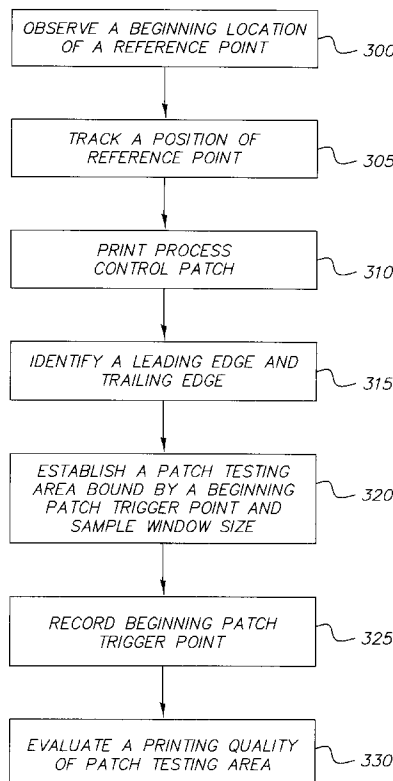 OBSERVE A BEGINNING LOCATION
OF A REFERENCE POINT
300
TRACK A POSITION OF
REFERENCE POINT
305
PRINT PROCESS
CONTROL PATCH
310
IDENTIFY A LEADING EDGE AND
TRAILING EDGE
315
ESTABLISH A PATCH TESTING
AREA BOUND BY A BEGINNING
PATCH TRIGGER POINT AND
SAMPLE WINDOW SIZE
320
RECORD BEGINNING PATCH
TRIGGER POINT
325
EVALUATE A PRINTING QUALITY
OF PATCH TESTING AREA
330